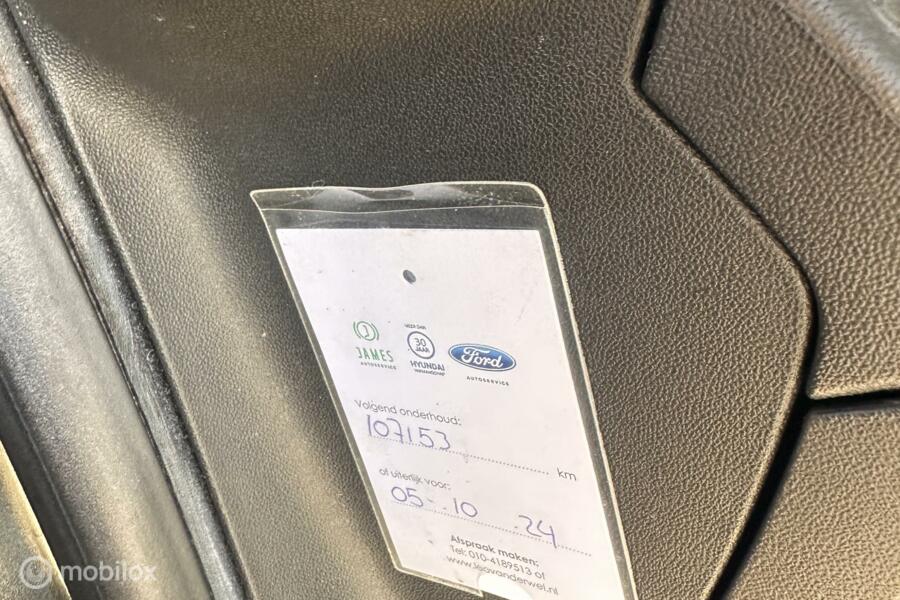 J
JAMES
AUTOSERVICE
MEER DAN
30
JAAR
HYUNDAI
VAKMANSCHAP
Ford
AUTOSERVICE
Volgend onderhoud:
107153 km
of uiterlijk voor:
05-.10 .24
Afspraak maken:
Tel: 010-4189513 of
www.leovanderwel.nl
mobilox